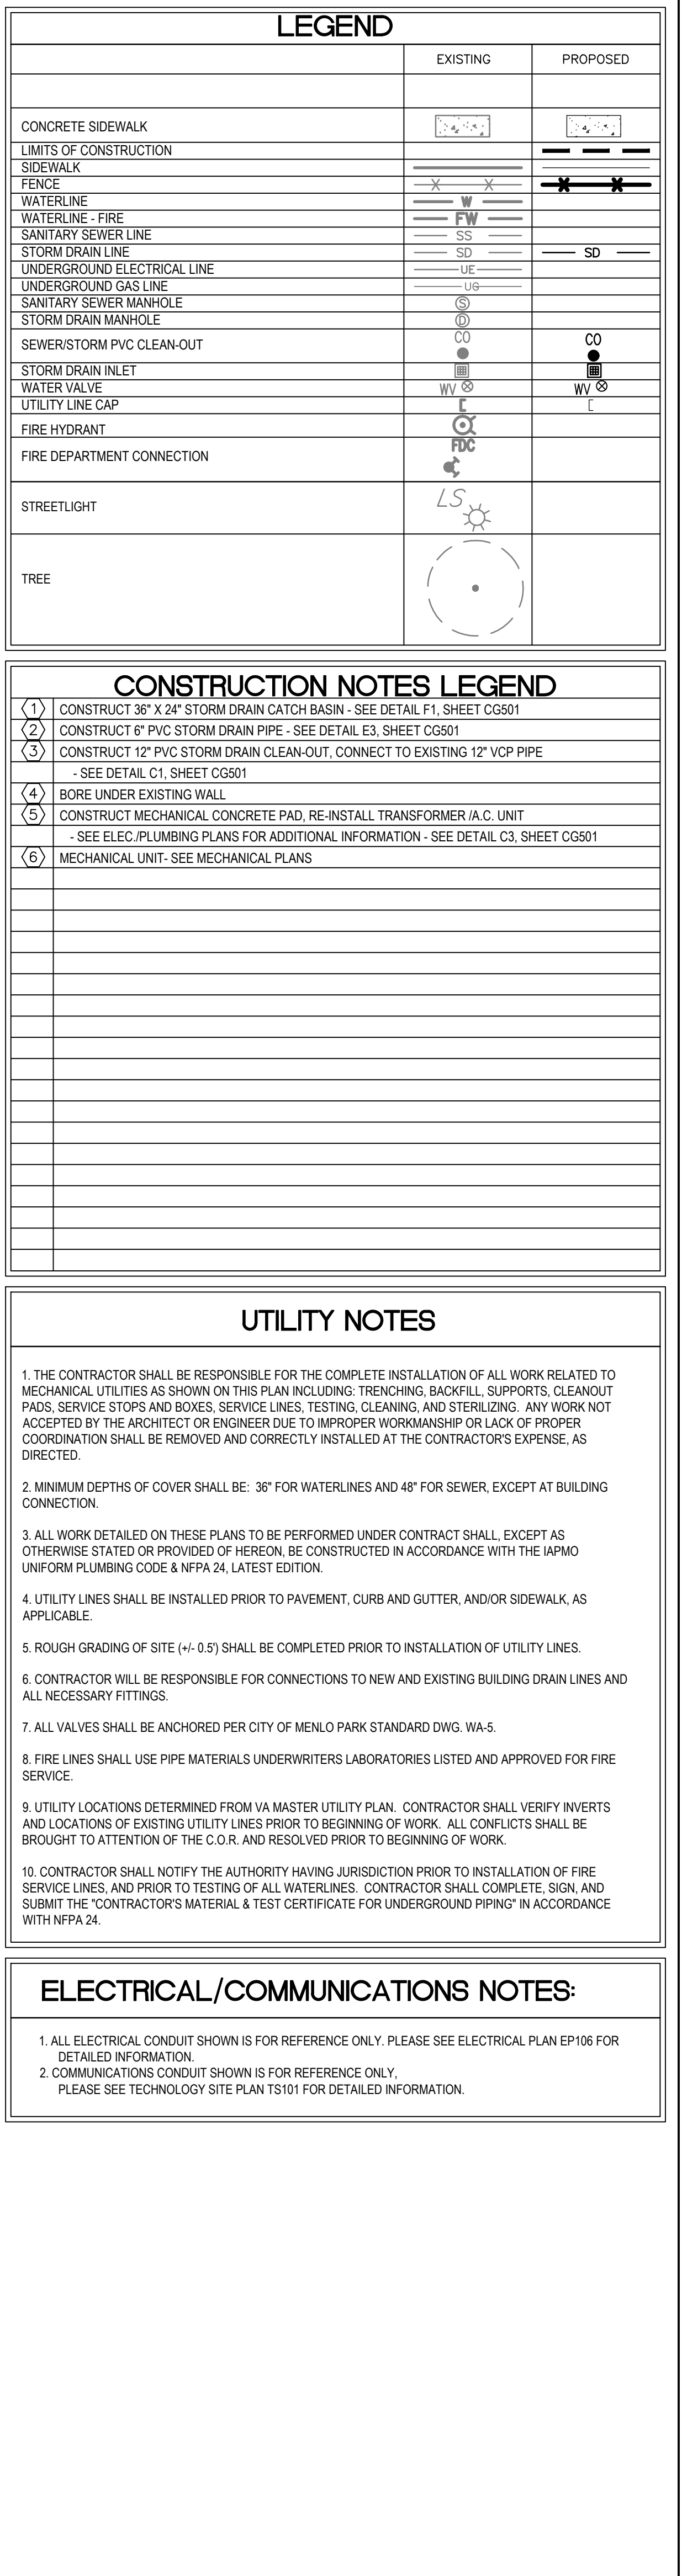 LEGEND
EXISTING PROPOSED
CONCRETE SIDEWALK
LIMITS OF CONSTRUCTION
SIDEWALK
FENCE X X X X
WATERLINE W
WATERLINE - FIRE FW
SANITARY SEWER LINE SS
STORM DRAIN LINE SD SD
UNDERGROUND ELECTRICAL LINE UE
UNDERGROUND GAS LINE UG
SANITARY SEWER MANHOLE S
STORM DRAIN MANHOLE D
SEWER/STORM PVC CLEAN-OUT CO CO
STORM DRAIN INLET
WATER VALVE WV WV
UTILITY LINE CAP
FIRE HYDRANT
FIRE DEPARTMENT CONNECTION FDC
STREETLIGHT LS
TREE
CONSTRUCTION NOTES LEGEND
1 CONSTRUCT 36" X 24" STORM DRAIN CATCH BASIN - SEE DETAIL F1, SHEET CG501
2 CONSTRUCT 6" PVC STORM DRAIN PIPE - SEE DETAIL E3, SHEET CG501
3 CONSTRUCT 12" PVC STORM DRAIN CLEAN-OUT, CONNECT TO EXISTING 12" VCP PIPE
- SEE DETAIL C1, SHEET CG501
4 BORE UNDER EXISTING WALL
5 CONSTRUCT MECHANICAL CONCRETE PAD, RE-INSTALL TRANSFORMER /A.C. UNIT
- SEE ELEC./PLUMBING PLANS FOR ADDITIONAL INFORMATION - SEE DETAIL C3, SHEET CG501
6 MECHANICAL UNIT- SEE MECHANICAL PLANS
UTILITY NOTES
1. THE CONTRACTOR SHALL BE RESPONSIBLE FOR THE COMPLETE INSTALLATION OF ALL WORK RELATED TO
MECHANICAL UTILITIES AS SHOWN ON THIS PLAN INCLUDING: TRENCHING, BACKFILL, SUPPORTS, CLEANOUT
PADS, SERVICE STOPS AND BOXES, SERVICE LINES, TESTING, CLEANING, AND STERILIZING. ANY WORK NOT
ACCEPTED BY THE ARCHITECT OR ENGINEER DUE TO IMPROPER WORKMANSHIP OR LACK OF PROPER
COORDINATION SHALL BE REMOVED AND CORRECTLY INSTALLED AT THE CONTRACTOR'S EXPENSE, AS
DIRECTED.
2. MINIMUM DEPTHS OF COVER SHALL BE: 36" FOR WATERLINES AND 48" FOR SEWER, EXCEPT AT BUILDING
CONNECTION.
3. ALL WORK DETAILED ON THESE PLANS TO BE PERFORMED UNDER CONTRACT SHALL, EXCEPT AS
OTHERWISE STATED OR PROVIDED OF HEREON, BE CONSTRUCTED IN ACCORDANCE WITH THE IAPMO
UNIFORM PLUMBING CODE & NFPA 24, LATEST EDITION.
4. UTILITY LINES SHALL BE INSTALLED PRIOR TO PAVEMENT, CURB AND GUTTER, AND/OR SIDEWALK, AS
APPLICABLE.
5. ROUGH GRADING OF SITE (+/- 0.5') SHALL BE COMPLETED PRIOR TO INSTALLATION OF UTILITY LINES.
6. CONTRACTOR WILL BE RESPONSIBLE FOR CONNECTIONS TO NEW AND EXISTING BUILDING DRAIN LINES AND
ALL NECESSARY FITTINGS.
7. ALL VALVES SHALL BE ANCHORED PER CITY OF MENLO PARK STANDARD DWG. WA-5.
8. FIRE LINES SHALL USE PIPE MATERIALS UNDERWRITERS LABORATORIES LISTED AND APPROVED FOR FIRE
SERVICE.
9. UTILITY LOCATIONS DETERMINED FROM VA MASTER UTILITY PLAN. CONTRACTOR SHALL VERIFY INVERTS
AND LOCATIONS OF EXISTING UTILITY LINES PRIOR TO BEGINNING OF WORK. ALL CONFLICTS SHALL BE
BROUGHT TO ATTENTION OF THE C.O.R. AND RESOLVED PRIOR TO BEGINNING OF WORK.
10. CONTRACTOR SHALL NOTIFY THE AUTHORITY HAVING JURISDICTION PRIOR TO INSTALLATION OF FIRE
SERVICE LINES, AND PRIOR TO TESTING OF ALL WATERLINES. CONTRACTOR SHALL COMPLETE, SIGN, AND
SUBMIT THE "CONTRACTOR'S MATERIAL & TEST CERTIFICATE FOR UNDERGROUND PIPING" IN ACCORDANCE
WITH NFPA 24.
ELECTRICAL/COMMUNICATIONS NOTES:
1. ALL ELECTRICAL CONDUIT SHOWN IS FOR REFERENCE ONLY. PLEASE SEE ELECTRICAL PLAN EP106 FOR
DETAILED INFORMATION.
2. COMMUNICATIONS CONDUIT SHOWN IS FOR REFERENCE ONLY,
PLEASE SEE TECHNOLOGY SITE PLAN TS101 FOR DETAILED INFORMATION.